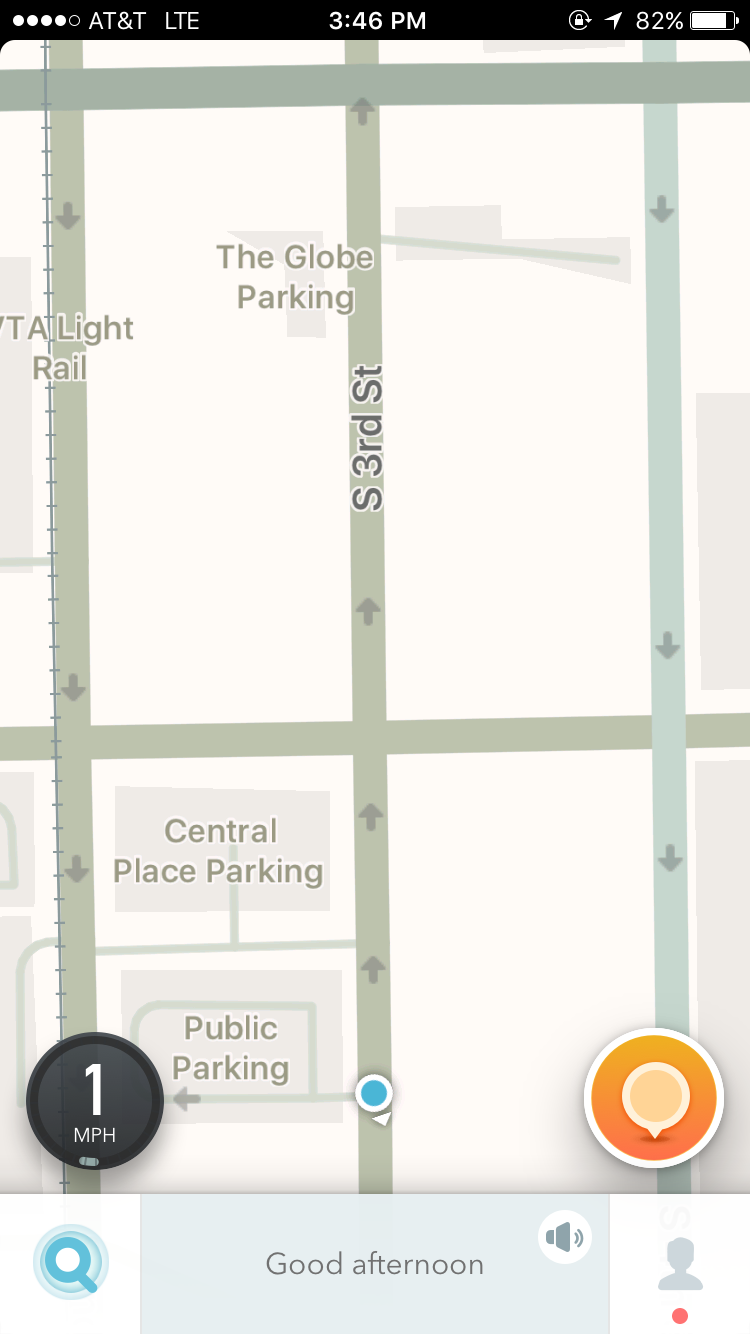 AT&T LTE 3:46 PM 82%
The Globe
Parking
VTA Light
Rail
S 3rd St
Central
Place Parking
Public
Parking
1
MPH
Good afternoon